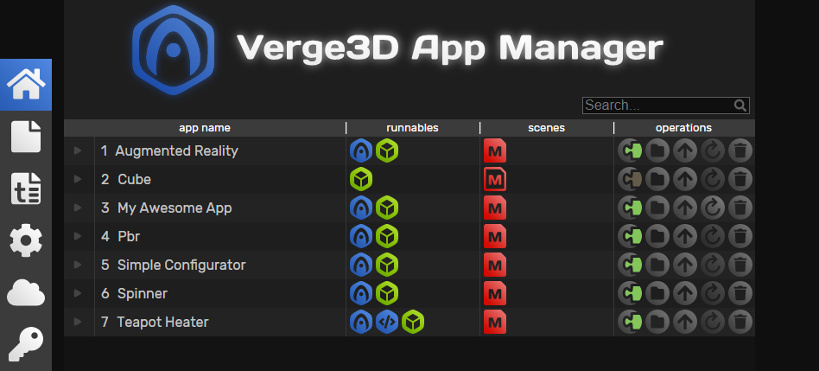 Verge3D App Manager
Search...
app name | runnables | scenes | operations
1 Augmented Reality M
2 Cube M
3 My Awesome App M
4 Pbr M
5 Simple Configurator M
6 Spinner M
7 Teapot Heater </> M
te